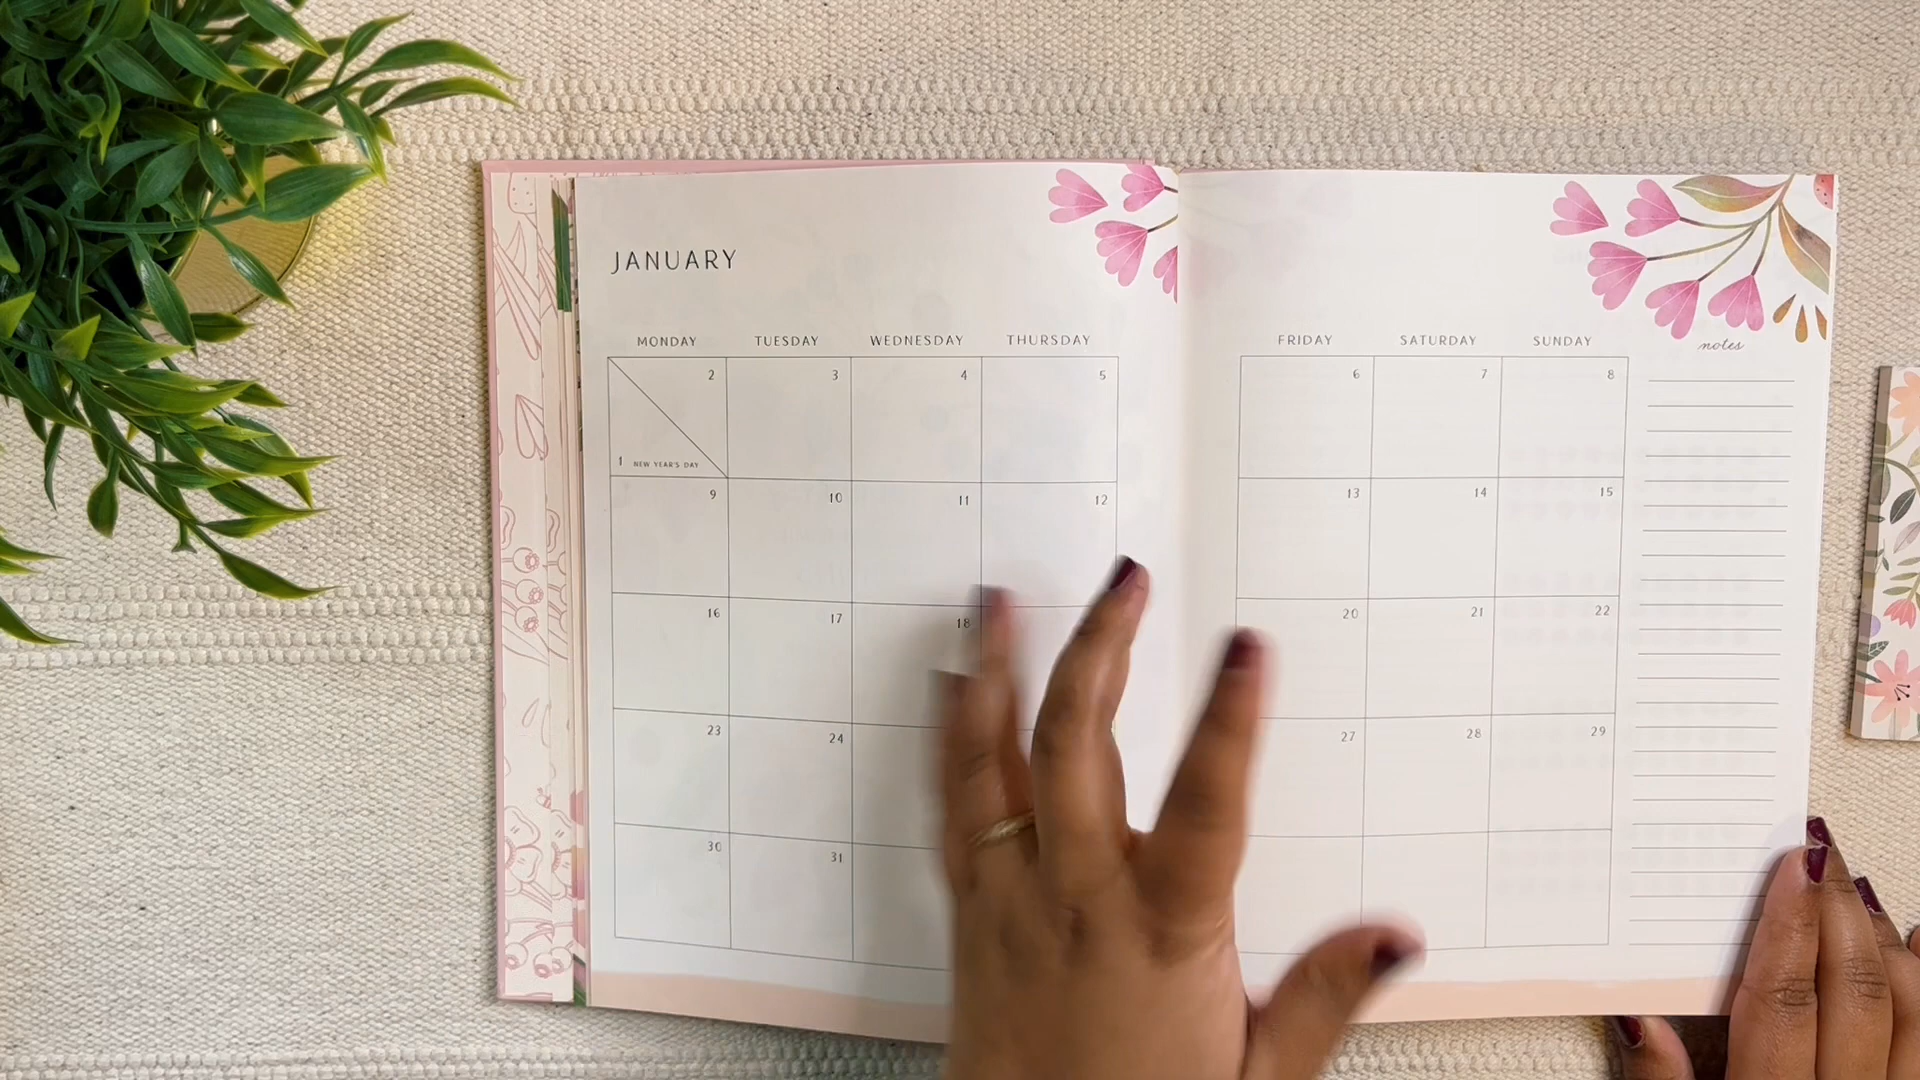 JANUARY
MONDAY TUESDAY WEDNESDAY THURSDAY FRIDAY SATURDAY SUNDAY notes
2 3 4 5 6 7 8
1 NEW YEAR'S DAY
9 10 11 12 13 14 15
16 17 18 20 21 22
23 24 27 28 29
30 31